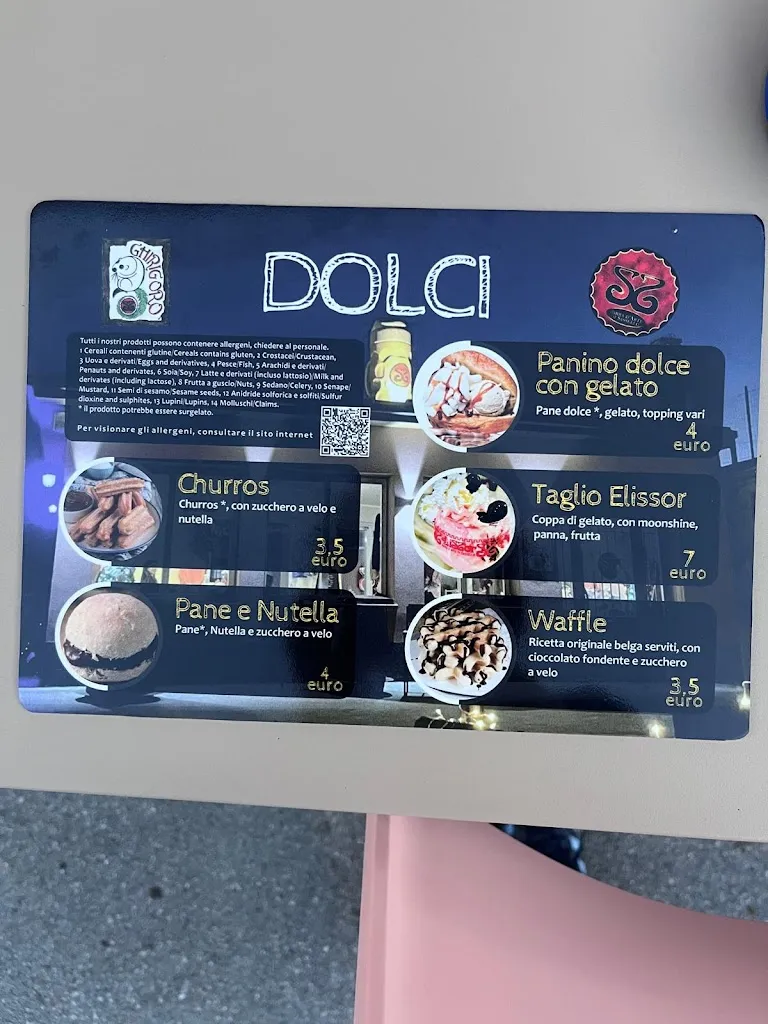 GHIRIGORO
DOLCI
Tutti i nostri prodotti possono contenere allergeni, chiedere al personale.
1 Cereali contenenti glutine/Cereals contains gluten, 2 Crostacei/Crustacean,
3 Uova e derivati/Eggs and derivatives, 4 Pesce/Fish, 5 Arachidi e derivati/
Penauts and derivates, 6 Soia/Soy, 7 Latte e derivati (incluso lattosio)/Milk and
derivates (including lactose), 8 Frutta a guscio/Nuts, 9 Sedano/Celery, 10 Senape/
Mustard, 11 Semi di sesamo/Sesame seeds, 12 Anidride solforica e solfiti/Sulfur
dioxine and sulphites, 13 Lupini/Lupins, 14 Molluschi/Claims.
* il prodotto potrebbe essere surgelato.
Per visionare gli allergeni, consultare il sito internet
Churros
Churros *, con zucchero a velo e
nutella
3,5
euro
Pane e Nutella
Pane*, Nutella e zucchero a velo
4
euro
Panino dolce
con gelato
Pane dolce *, gelato, topping vari
4
euro
Taglio Elissor
Coppa di gelato, con moonshine,
panna, frutta
7
euro
Waffle
Ricetta originale belga serviti, con
cioccolato fondente e zucchero
a velo
3,5
euro